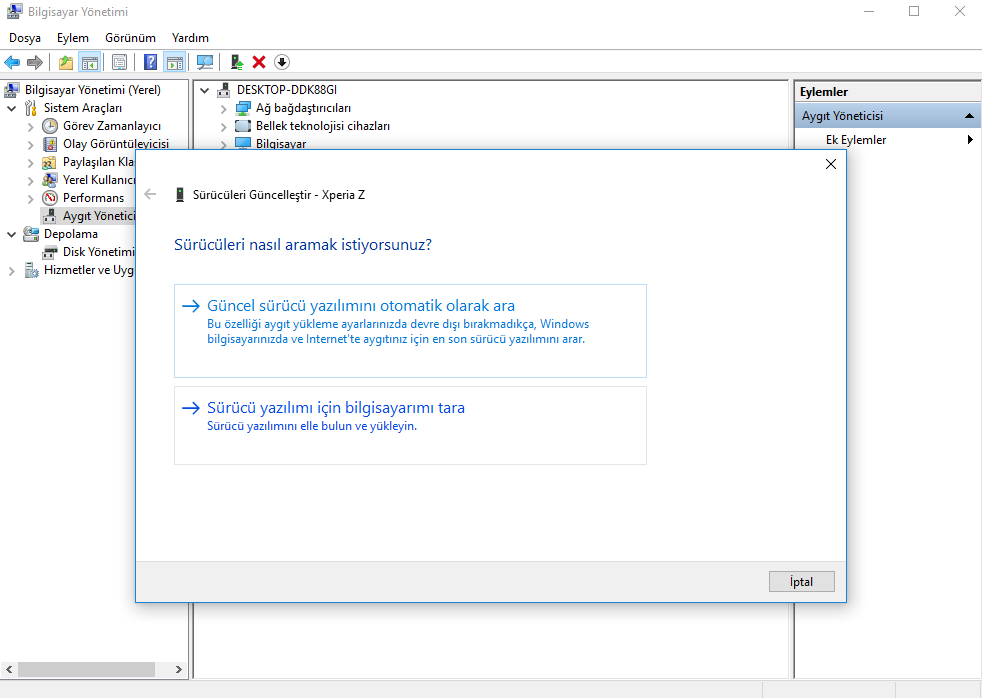 Bilgisayar Yönetimi
Dosya Eylem Görünüm Yardım
Bilgisayar Yönetimi (Yerel)
Sistem Araçları
Görev Zamanlayıcı
Olay Görüntüleyicisi
Paylaşılan Kla
Yerel Kullanıcı
Performans
Aygıt Yönetici
Depolama
Disk Yönetimi
Hizmetler ve Uyg
DESKTOP-DDK88GI
Ağ bağdaştırıcıları
Bellek teknolojisi cihazları
Bilgisayar
Eylemler
Aygıt Yöneticisi
Ek Eylemler
Sürücüleri Güncelleştir - Xperia Z
Sürücüleri nasıl aramak istiyorsunuz?
Güncel sürücü yazılımını otomatik olarak ara
Bu özelliği aygıt yükleme ayarlarınızda devre dışı bırakmadıkça, Windows
bilgisayarınızda ve Internet'te aygıtınız için en son sürücü yazılımını arar.
Sürücü yazılımı için bilgisayarımı tara
Sürücü yazılımını elle bulun ve yükleyin.
İptal